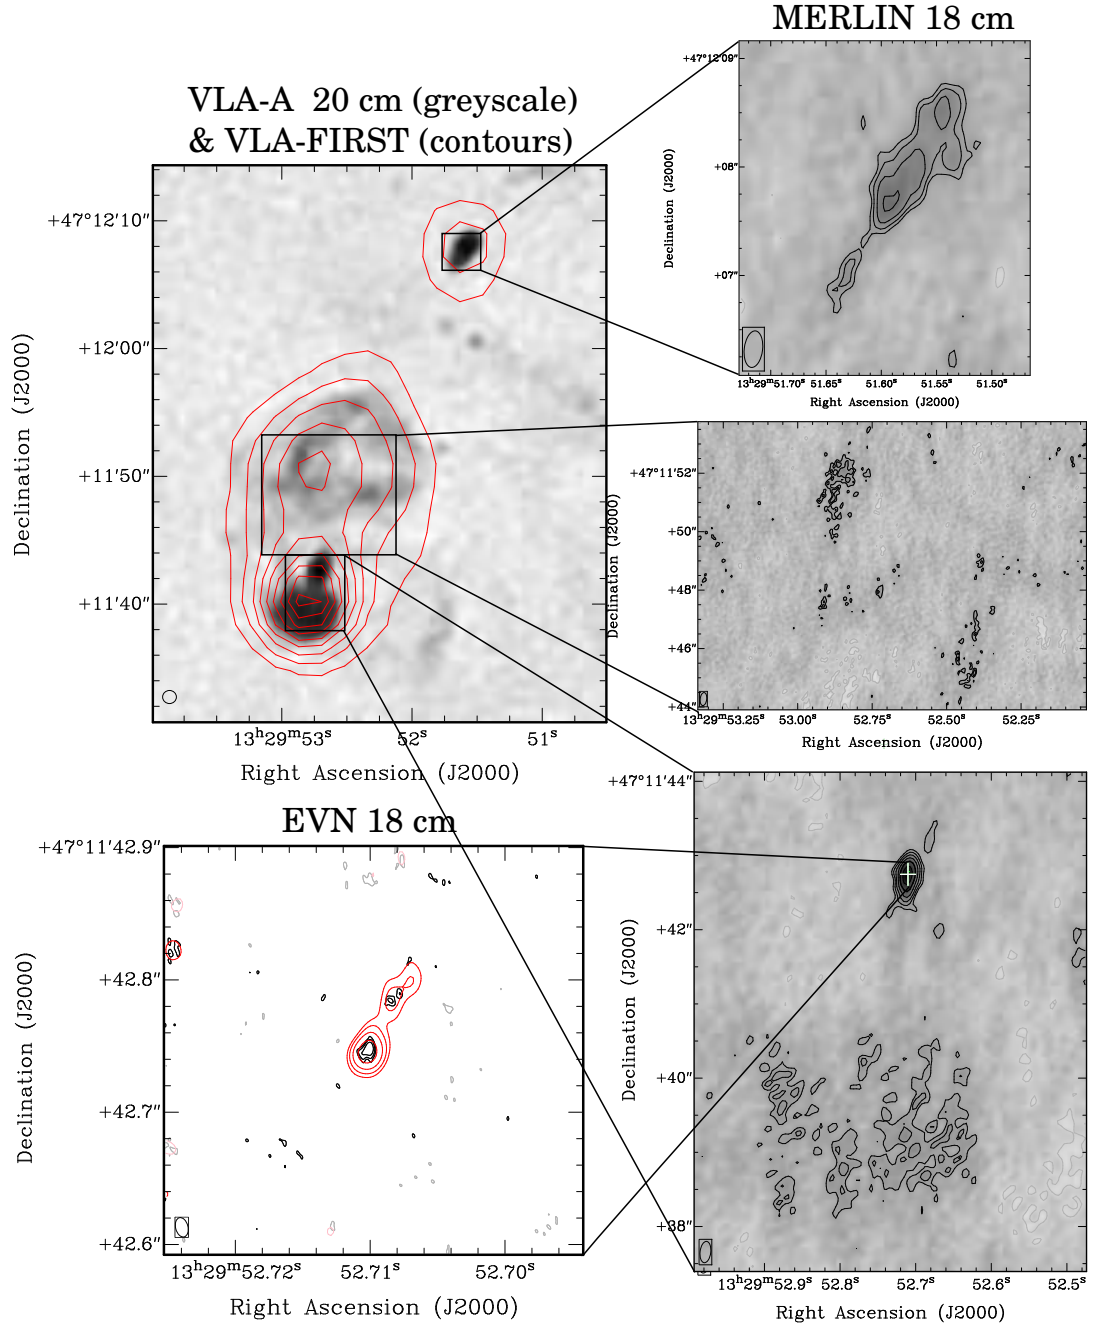 MERLIN 18 cm
VLA-A 20 cm (greyscale)
& VLA-FIRST (contours)
+47°12'09"
+08"
+07"
Declination (J2000)
13ʰ29ᵐ51.70ˢ 51.65ˢ 51.60ˢ 51.55ˢ 51.50ˢ
Right Ascension (J2000)
+47°12'10"
+12'00"
+11'50"
+11'40"
Declination (J2000)
13ʰ29ᵐ53ˢ 52ˢ 51ˢ
Right Ascension (J2000)
+47°11'52"
+50"
+48"
+46"
+44"
Declination (J2000)
13ʰ29ᵐ53.25ˢ 53.00ˢ 52.75ˢ 52.50ˢ 52.25ˢ
Right Ascension (J2000)
+47°11'44"
+42"
+40"
+38"
Declination (J2000)
13ʰ29ᵐ52.9ˢ 52.8ˢ 52.7ˢ 52.6ˢ 52.5ˢ
Right Ascension (J2000)
EVN 18 cm
+47°11'42.9"
+42.8"
+42.7"
+42.6"
Declination (J2000)
13ʰ29ᵐ52.72ˢ 52.71ˢ 52.70ˢ
Right Ascension (J2000)